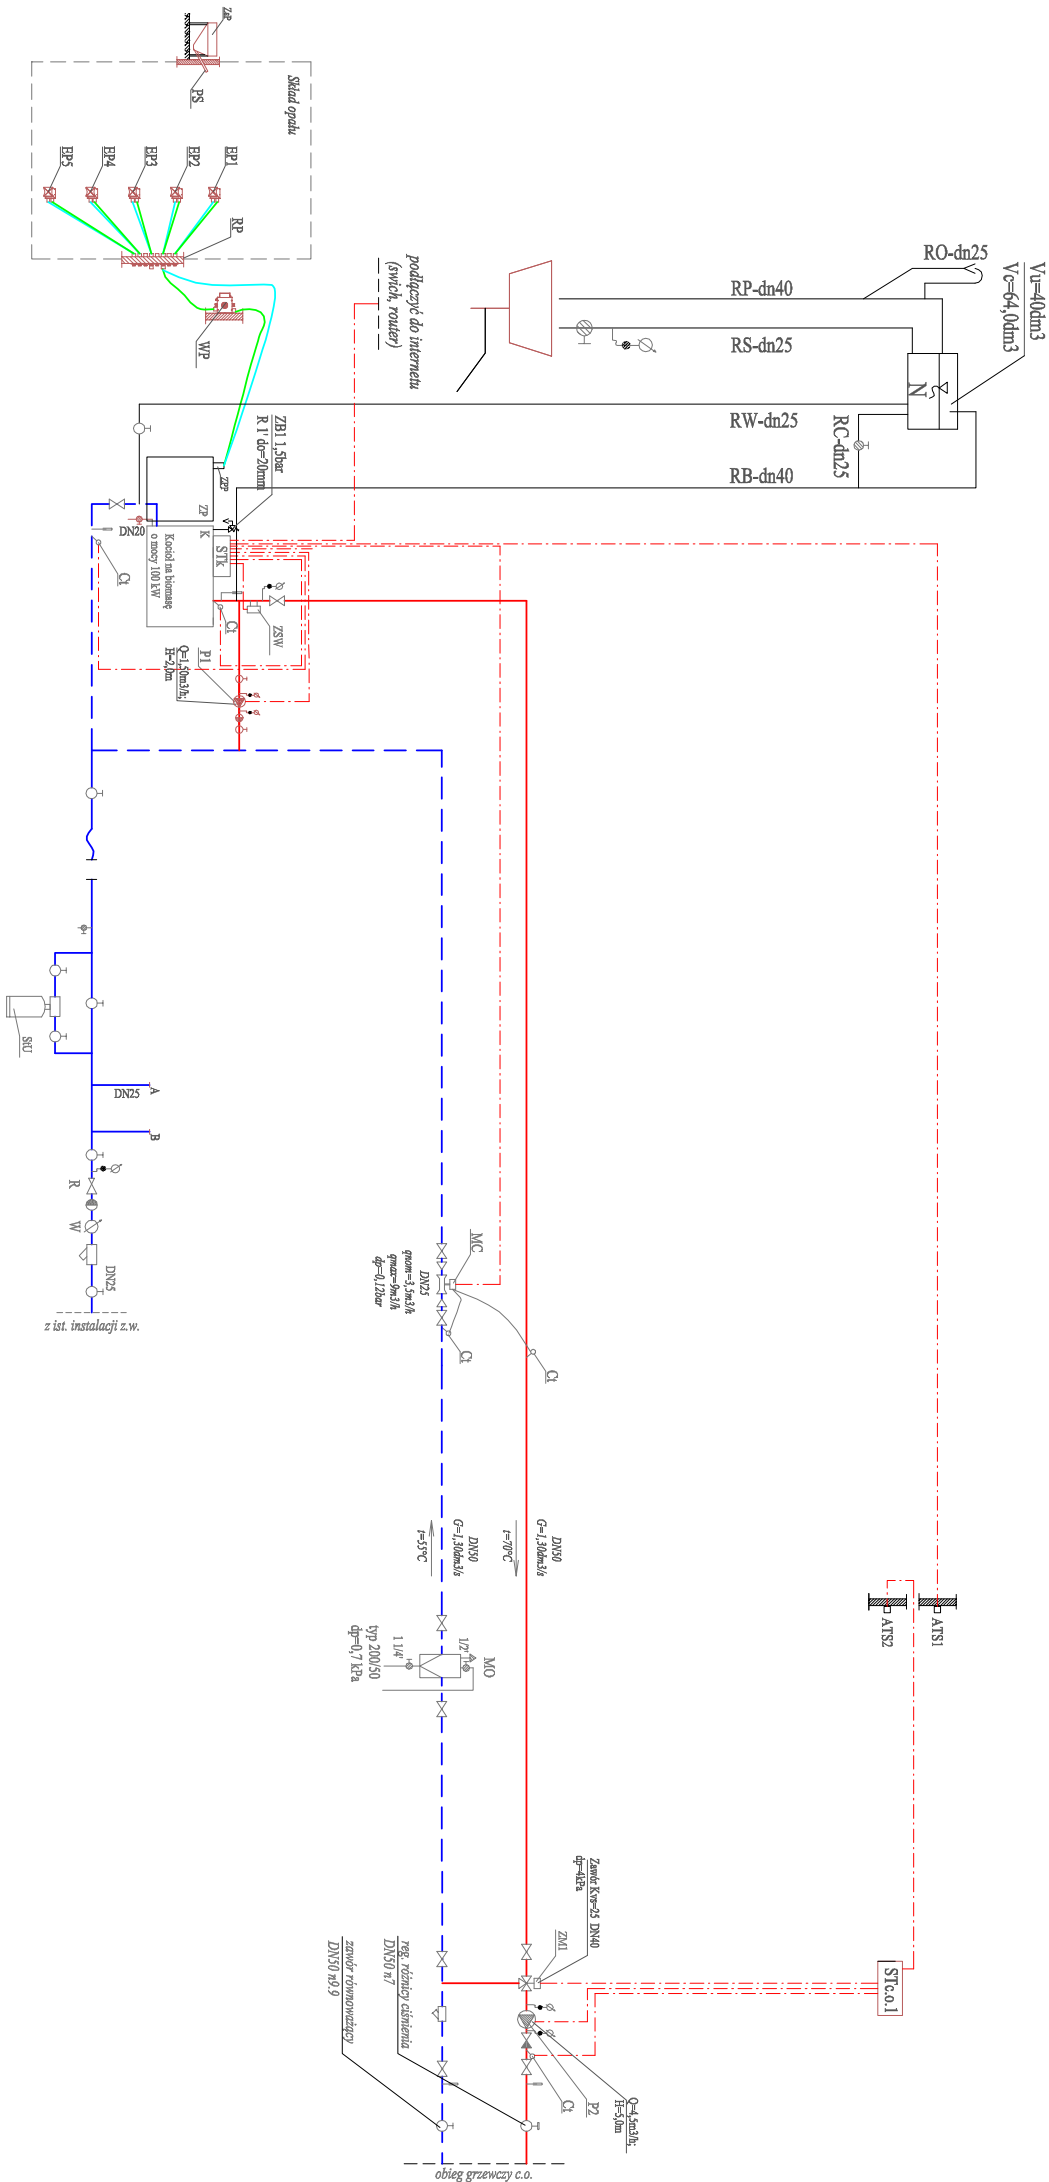 ZsP
PS
Skład opału
EP1
EP2
EP3
EP4
EP5
RP
WP
podłączyć do internetu
(swich, router)
RO-dn25
Vu=40dm3
Vc=64,0dm3
RP-dn40
RS-dn25
N
RW-dn25
RC-dn25
RB-dn40
ZB1 1,5bar
R 1' do=20mm
ZPP
ZP
DN20
K
STk
Kocioł na biomasę
o mocy 100 kW
Ct
Ct
ZSW
P1
Q=1,50m3/h;
H=2,0m
StU
A
DN25
B
R
W
DN25
z ist. instalacji z.w.
MC
DN25
qnom=3,5m3/h
qmax=9m3/h
dp=0,12bar
Ct
Ct
DN50
G=1,30dm3/s
t=55°C
DN50
G=1,30dm3/s
t=70°C
ATS1
ATS2
MO
1/2'
1 1/4'
typ 200/50
dp=0,7 kPa
Zawór Kvs=25 DN40
dp=4kPa
ZM1
STc.o.1
reg. różnicy ciśnienia
DN50 n7
zawór równoważący
DN50 n9.9
Ct
P2
Q=4,5m3/h;
H=5,0m
obieg grzewczy c.o.